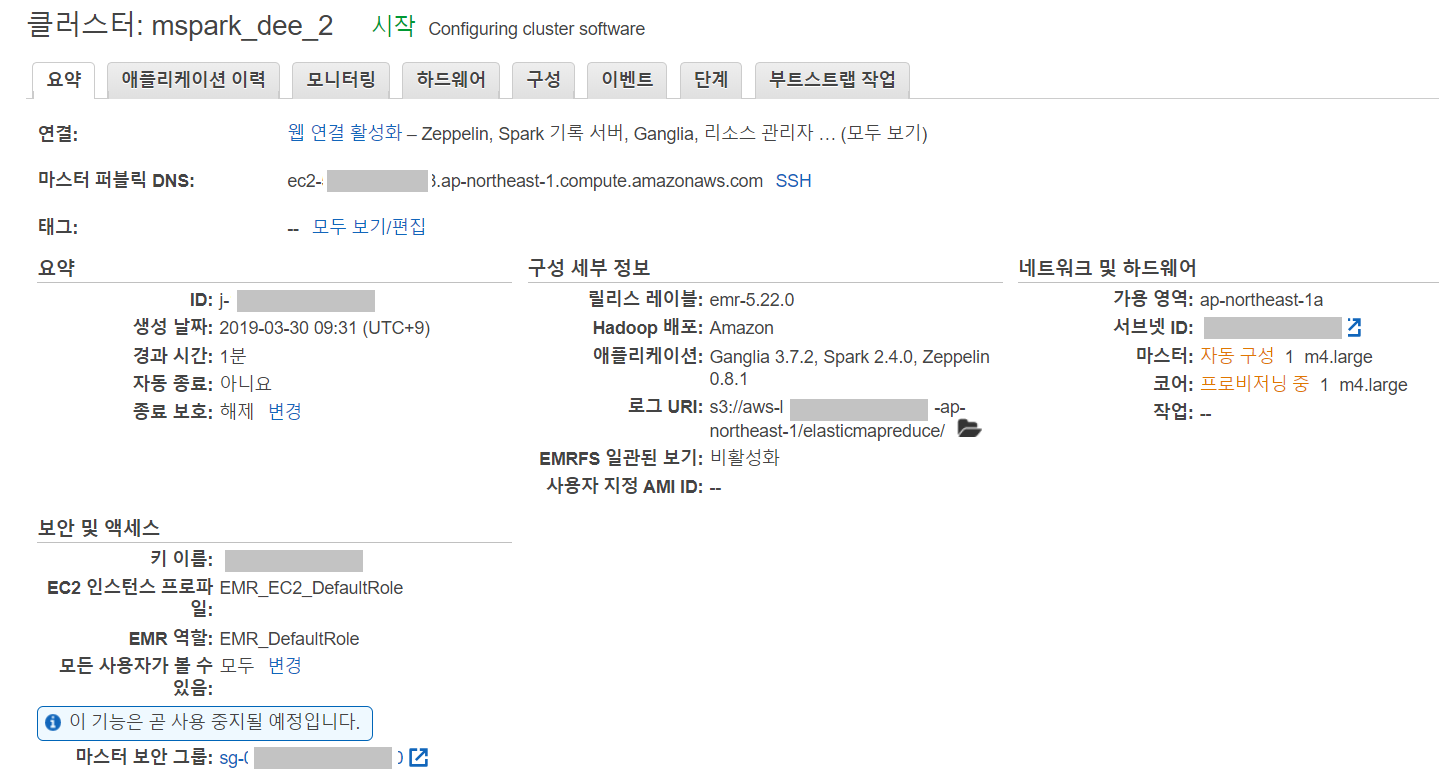 클러스터: mspark_dee_2 시작 Configuring cluster software
요약 애플리케이션 이력 모니터링 하드웨어 구성 이벤트 단계 부트스트랩 작업
연결: 웹 연결 활성화 – Zeppelin, Spark 기록 서버, Ganglia, 리소스 관리자 … (모두 보기)
마스터 퍼블릭 DNS: ec2- .ap-northeast-1.compute.amazonaws.com SSH
태그: -- 모두 보기/편집
요약
ID: j-
생성 날짜: 2019-03-30 09:31 (UTC+9)
경과 시간: 1분
자동 종료: 아니요
종료 보호: 해제 변경
구성 세부 정보
릴리스 레이블: emr-5.22.0
Hadoop 배포: Amazon
애플리케이션: Ganglia 3.7.2, Spark 2.4.0, Zeppelin
0.8.1
로그 URI: s3://aws-l -ap-
northeast-1/elasticmapreduce/
EMRFS 일관된 보기: 비활성화
사용자 지정 AMI ID: --
네트워크 및 하드웨어
가용 영역: ap-northeast-1a
서브넷 ID:
마스터: 자동 구성 1 m4.large
코어: 프로비저닝 중 1 m4.large
작업: --
보안 및 액세스
키 이름:
EC2 인스턴스 프로파 EMR_EC2_DefaultRole
일:
EMR 역할: EMR_DefaultRole
모든 사용자가 볼 수 모두 변경
있음:
이 기능은 곧 사용 중지될 예정입니다.
마스터 보안 그룹: sg-